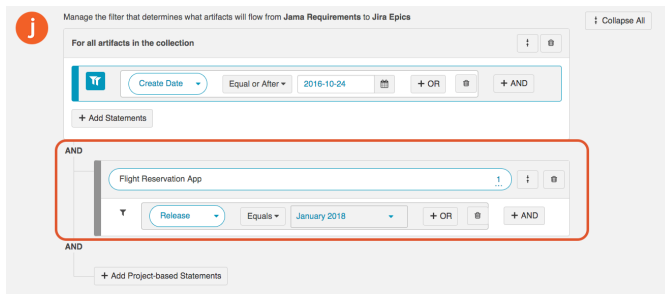 j
Manage the filter that determines what artifacts will flow from Jama Requirements to Jira Epics
Collapse All
For all artifacts in the collection
Create Date Equal or After 2016-10-24 + OR + AND
+ Add Statements
AND
Flight Reservation App 1
Release Equals January 2018 + OR + AND
AND
+ Add Project-based Statements